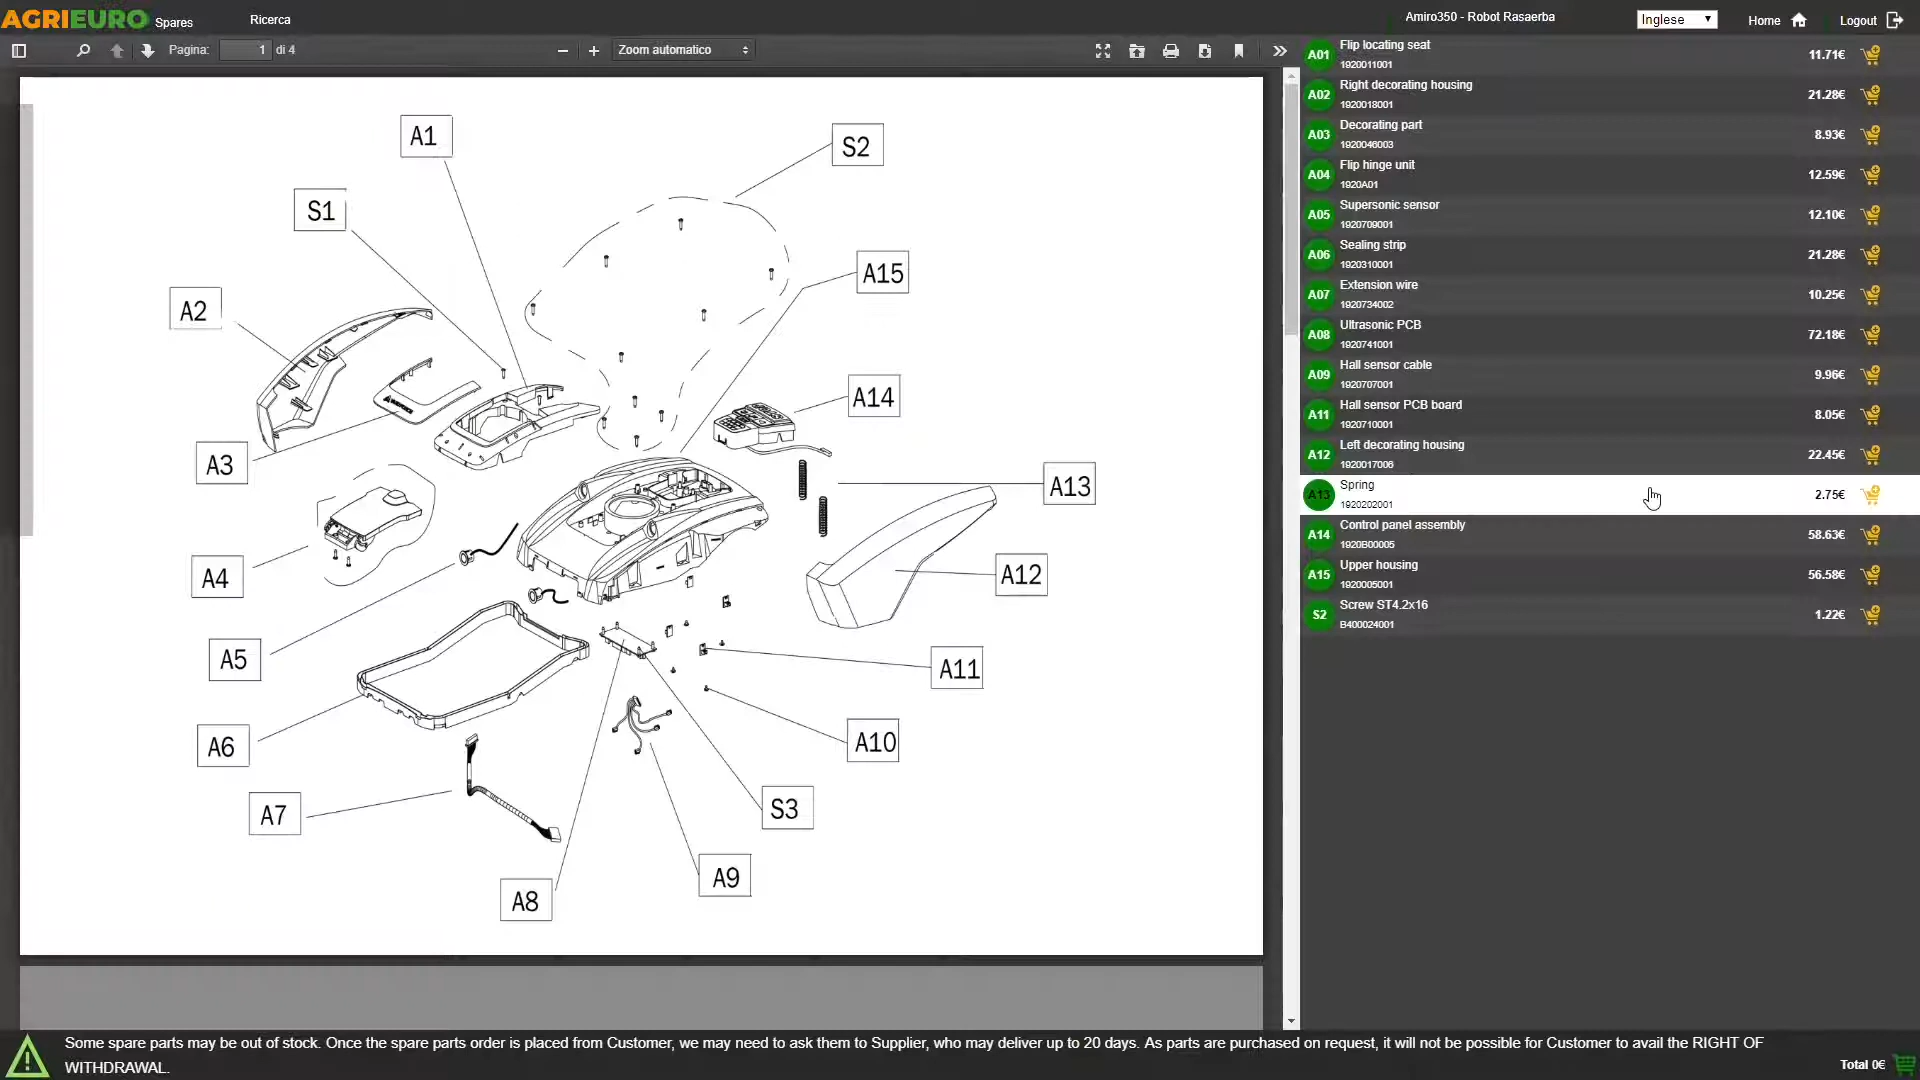 AGRIEURO Spares
Ricerca
Amiro350 - Robot Rasaerba
Inglese
Home
Logout
Pagina: 1 di 4
Zoom automatico
A1
S2
S1
A15
A2
A14
A3
A13
A4
A12
A5
A11
A6
A10
A7
S3
A9
A8
A01 Flip locating seat 11.71€
1920011001
A02 Right decorating housing 21.28€
1920018001
A03 Decorating part 8.93€
1920046003
A04 Flip hinge unit 12.59€
1920A01
A05 Supersonic sensor 12.10€
1920709001
A06 Sealing strip 21.28€
1920310001
A07 Extension wire 10.25€
1920734002
A08 Ultrasonic PCB 72.18€
1920741001
A09 Hall sensor cable 9.96€
1920707001
A11 Hall sensor PCB board 8.05€
1920710001
A12 Left decorating housing 22.45€
1920017006
A13 Spring 2.75€
1920202001
A14 Control panel assembly 58.63€
1920B00005
A15 Upper housing 56.58€
1920005001
S2 Screw ST4.2x16 1.22€
B400024001
Some spare parts may be out of stock. Once the spare parts order is placed from Customer, we may need to ask them to Supplier, who may deliver up to 20 days. As parts are purchased on request, it will not be possible for Customer to avail the RIGHT OF
WITHDRAWAL.
Total 0€